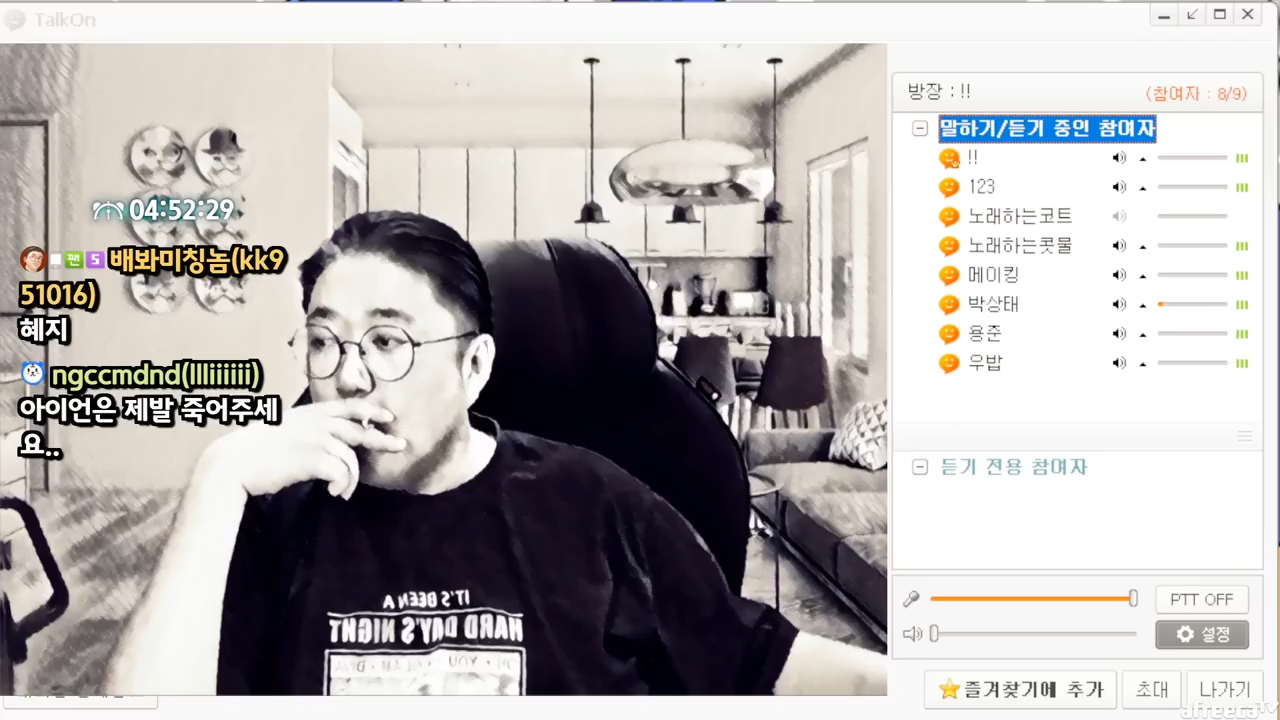 TalkOn
04:52:29
팬 5 배봐미칭놈(kk9
51016)
혜지
ngccmdnd(llliiiiiii)
아이언은 제발 죽어주세
요..
IT'S BEEN A
HARD DAY'S NIGHT
방장 : !!
(참여자 : 8/9)
말하기/듣기 중인 참여자
!!
123
노래하는코트
노래하는콧물
메이킹
박상태
용준
우밥
듣기 전용 참여자
PTT OFF
설정
즐겨찾기에 추가
초대
나가기
afreecaTV